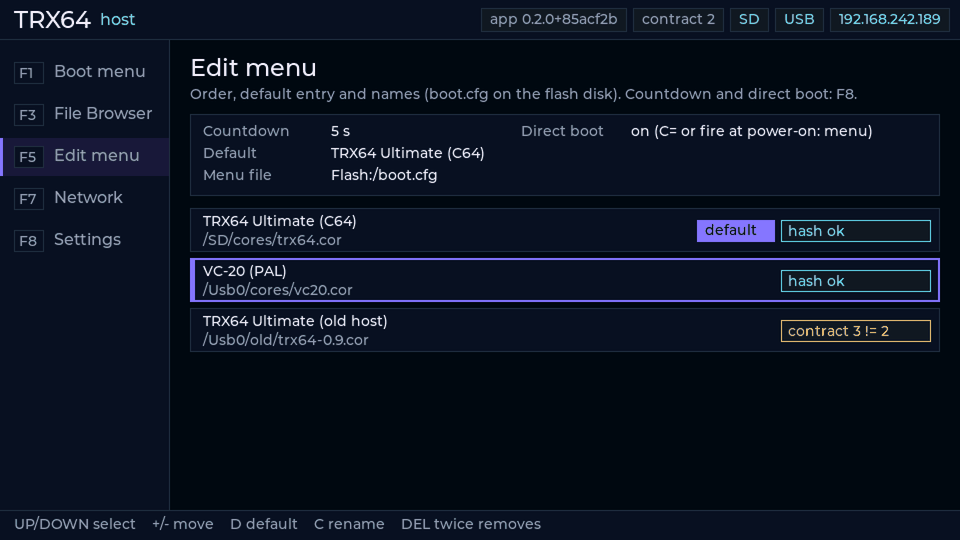 TRX64 host
app 0.2.0+85acf2b contract 2 SD USB 192.168.242.189
F1 Boot menu
F3 File Browser
F5 Edit menu
F7 Network
F8 Settings
Edit menu
Order, default entry and names (boot.cfg on the flash disk). Countdown and direct boot: F8.
Countdown 5 s Direct boot on (C= or fire at power-on: menu)
Default TRX64 Ultimate (C64)
Menu file Flash:/boot.cfg
TRX64 Ultimate (C64) default hash ok
/SD/cores/trx64.cor
VC-20 (PAL) hash ok
/Usb0/cores/vc20.cor
TRX64 Ultimate (old host) contract 3 != 2
/Usb0/old/trx64-0.9.cor
UP/DOWN select +/- move D default C rename DEL twice removes